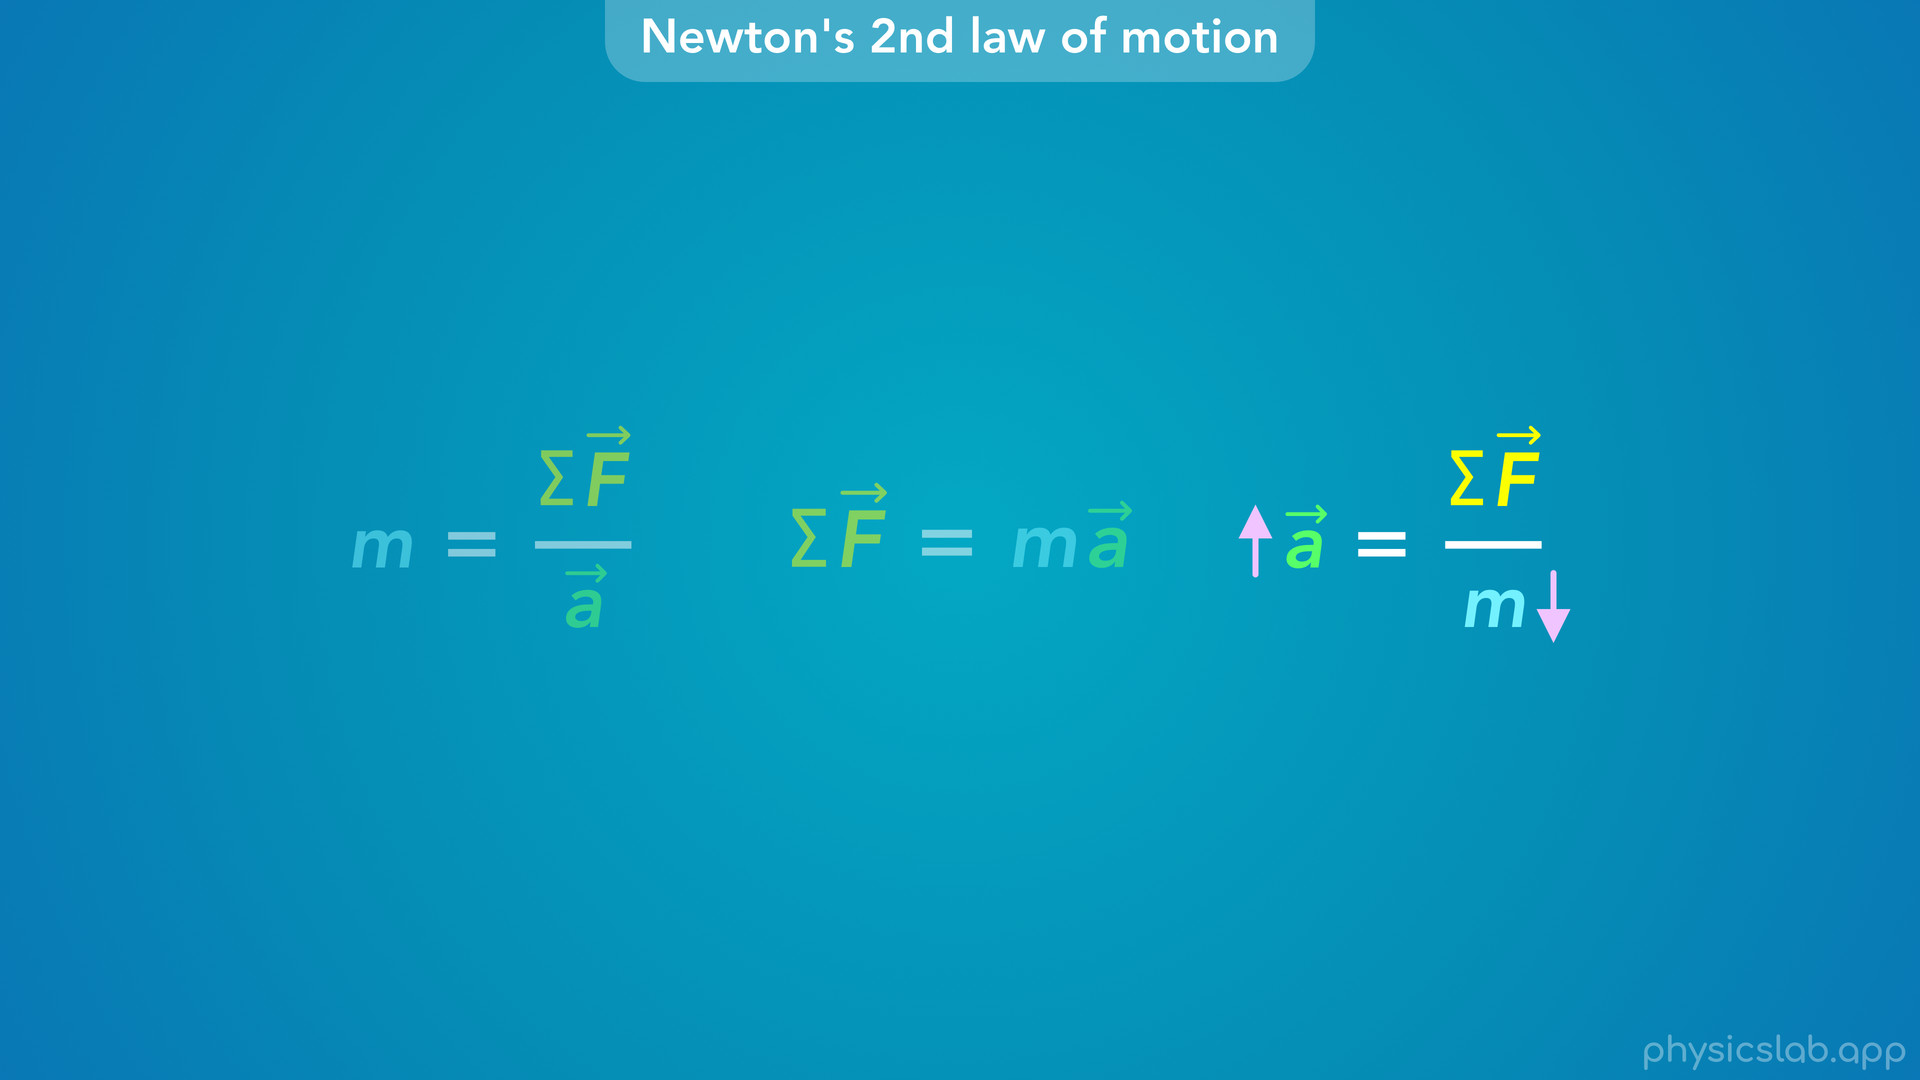 Newton's 2nd law of motion
m = ΣF⃗ / a⃗
ΣF⃗ = ma⃗
↑ a⃗ = ΣF⃗ / m ↓
physicslab.app